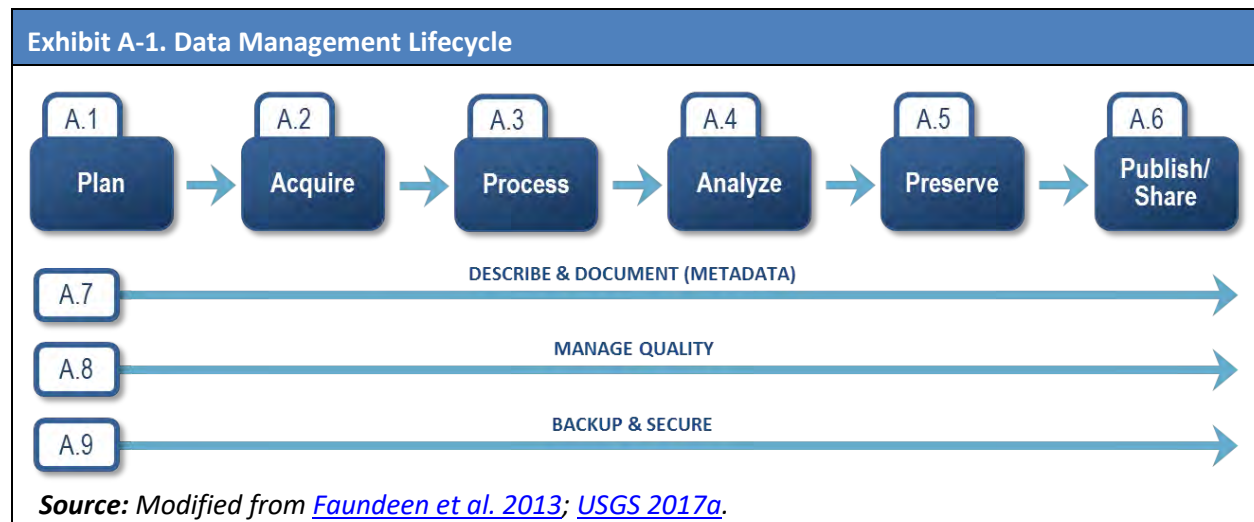 Exhibit A-1. Data Management Lifecycle
A.1
A.2
A.3
A.4
A.5
A.6
Plan
Acquire
Process
Analyze
Preserve
Publish/
Share
DESCRIBE & DOCUMENT (METADATA)
A.7
MANAGE QUALITY
A.8
BACKUP & SECURE
A.9
Source: Modified from Faundeen et al. 2013; USGS 2017a.